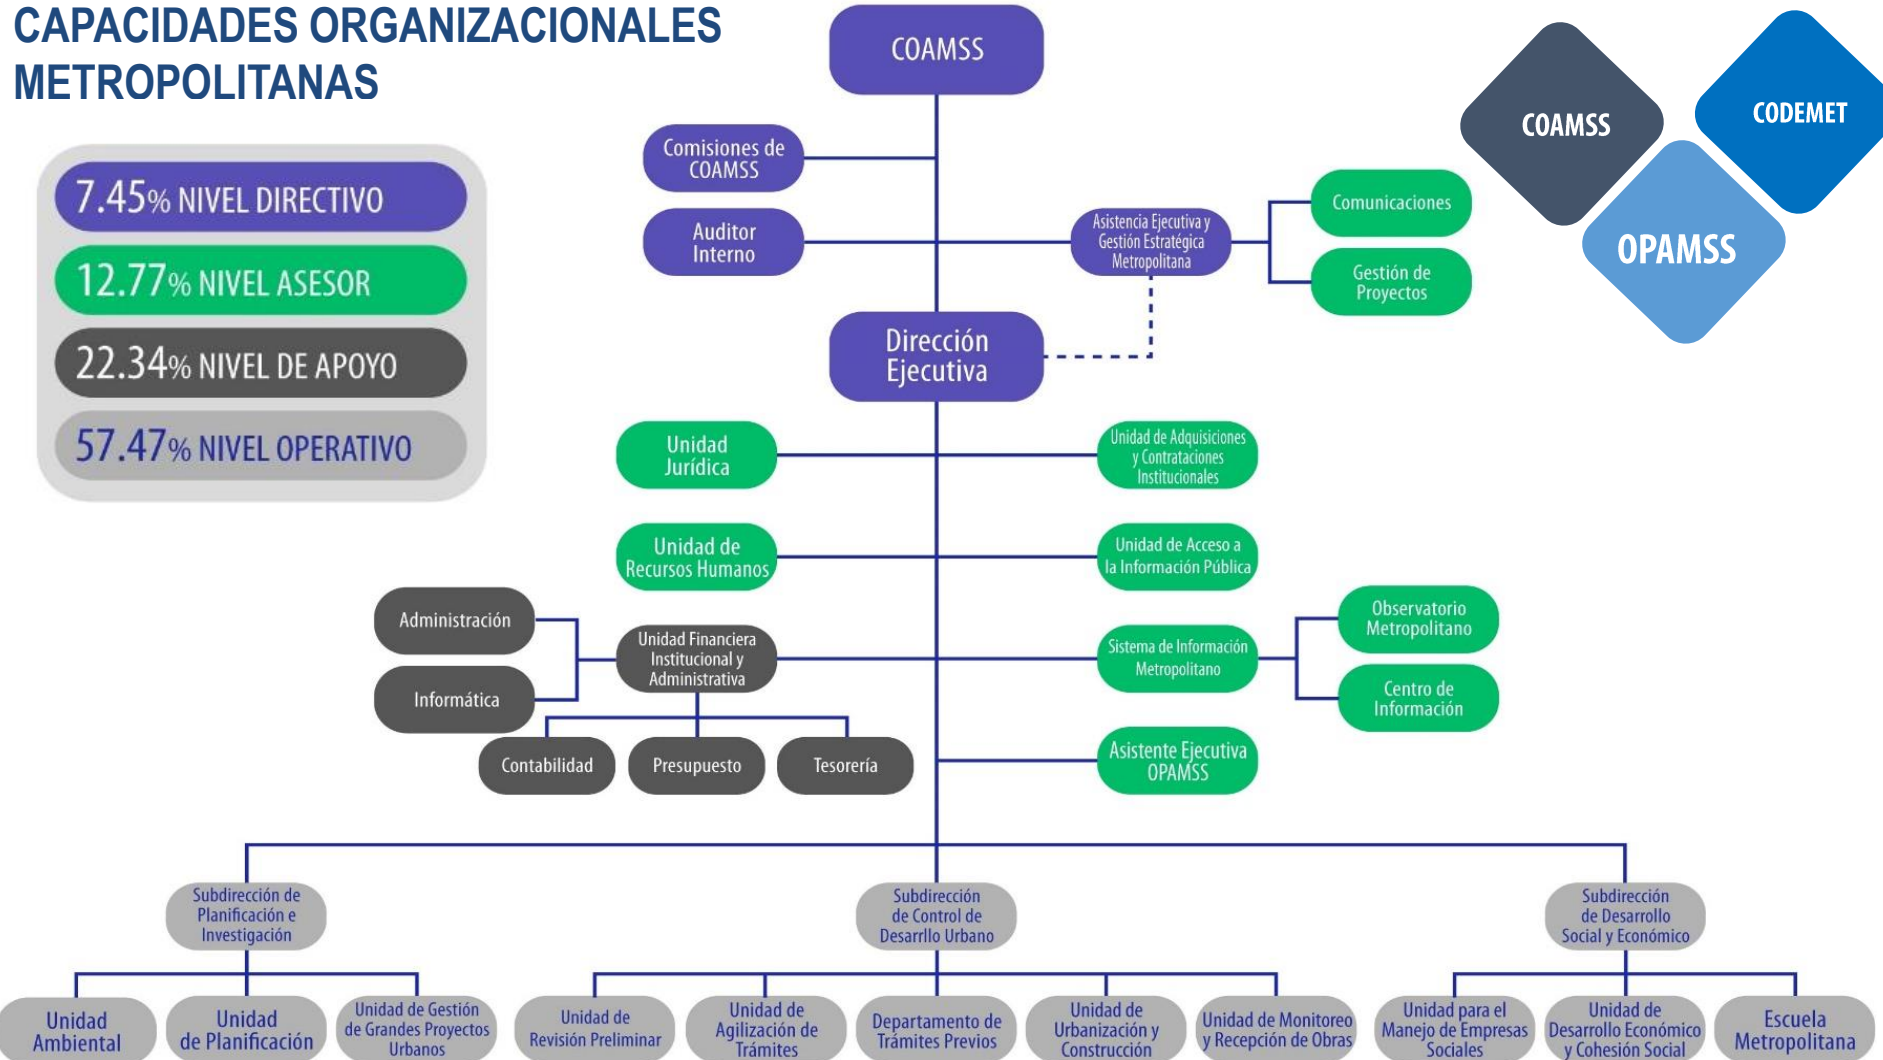 CAPACIDADES ORGANIZACIONALES
METROPOLITANAS
7.45% NIVEL DIRECTIVO
12.77% NIVEL ASESOR
22.34% NIVEL DE APOYO
57.47% NIVEL OPERATIVO
COAMSS
Comisiones de
COAMSS
Auditor
Interno
Asistencia Ejecutiva y
Gestión Estratégica
Metropolitana
Comunicaciones
Gestión de
Proyectos
COAMSS
CODEMET
OPAMSS
Dirección
Ejecutiva
Unidad
Jurídica
Unidad de Adquisiciones
y Contrataciones
Institucionales
Unidad de
Recursos Humanos
Unidad de Acceso a
la Información Pública
Administración
Informática
Unidad Financiera
Institucional y
Administrativa
Sistema de Información
Metropolitano
Observatorio
Metropolitano
Centro de
Información
Contabilidad
Presupuesto
Tesorería
Asistente Ejecutiva
OPAMSS
Subdirección de
Planificación e
Investigación
Subdirección
de Control de
Desarrllo Urbano
Subdirección
de Desarrollo
Social y Económico
Unidad
Ambiental
Unidad
de Planificación
Unidad de Gestión
de Grandes Proyectos
Urbanos
Unidad de
Revisión Preliminar
Unidad de
Agilización de
Trámites
Departamento de
Trámites Previos
Unidad de
Urbanización y
Construcción
Unidad de Monitoreo
y Recepción de Obras
Unidad para el
Manejo de Empresas
Sociales
Unidad de
Desarrollo Económico
y Cohesión Social
Escuela
Metropolitana